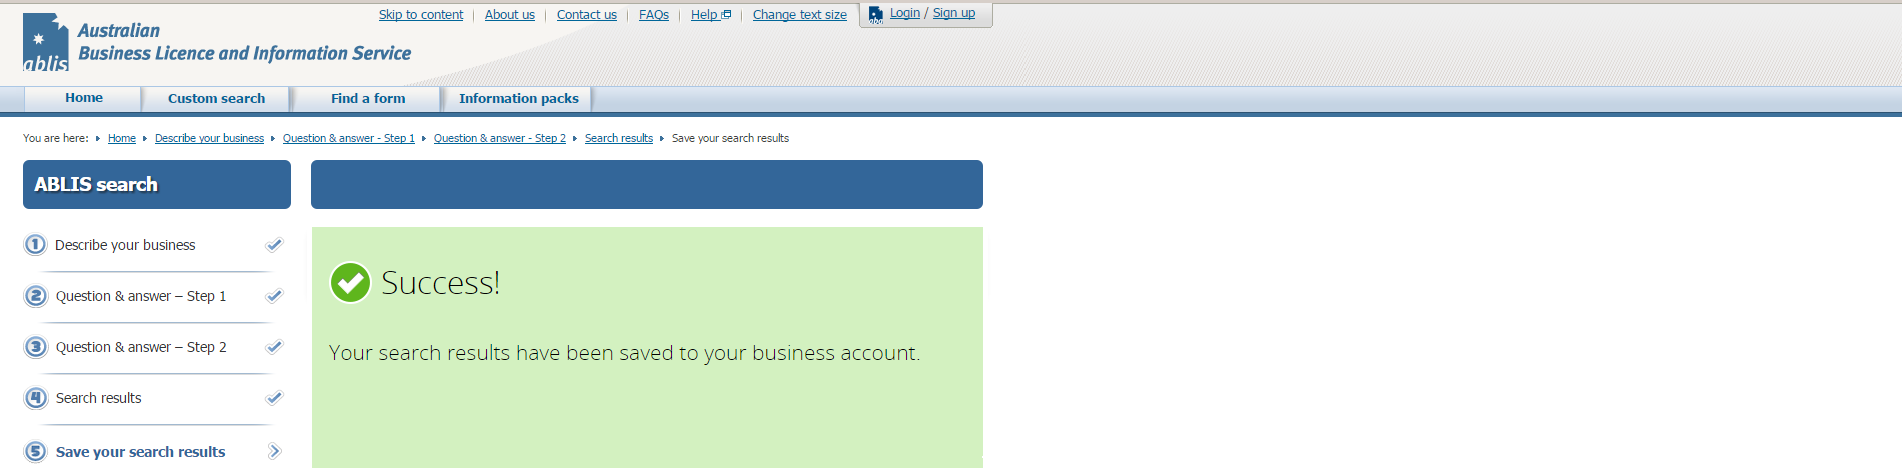 Skip to content About us Contact us FAQs Help Change text size Login / Sign up
ablis
Australian
Business Licence and Information Service
Home Custom search Find a form Information packs
You are here: Home Describe your business Question & answer - Step 1 Question & answer - Step 2 Search results Save your search results
ABLIS search
1 Describe your business
2 Question & answer – Step 1
3 Question & answer – Step 2
4 Search results
5 Save your search results
Success!
Your search results have been saved to your business account.